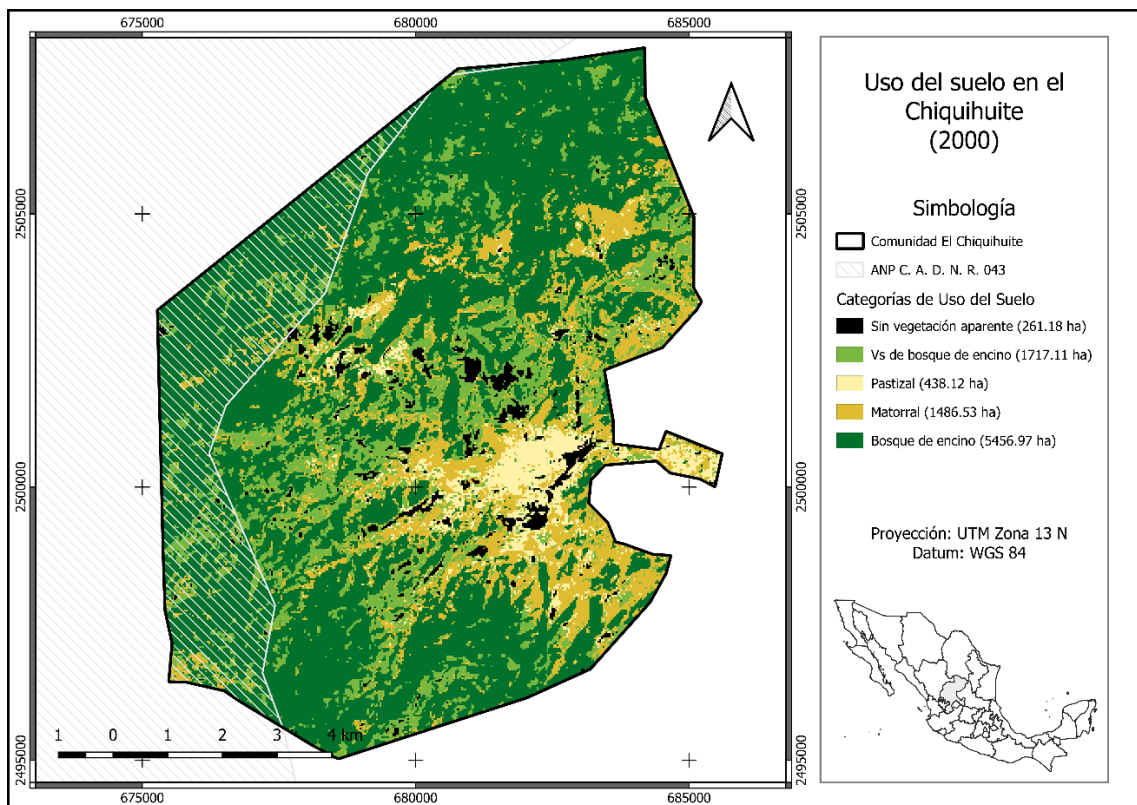 675000 680000 685000
2505000 2505000
2500000 2500000
2495000 2495000
1 0 1 2 3 4 km
675000 680000 685000
Uso del suelo en el
Chiquihuite
(2000)
Simbología
Comunidad El Chiquihuite
ANP C. A. D. N. R. 043
Categorías de Uso del Suelo
Sin vegetación aparente (261.18 ha)
Vs de bosque de encino (1717.11 ha)
Pastizal (438.12 ha)
Matorral (1486.53 ha)
Bosque de encino (5456.97 ha)
Proyección: UTM Zona 13 N
Datum: WGS 84